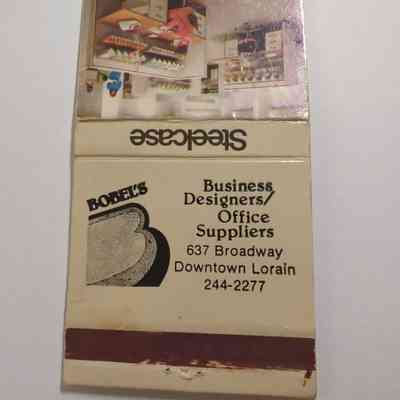 Steelcase
BOBEL'S
Business
Designers/
Office
Suppliers
637 Broadway
Downtown Lorain
244-2277